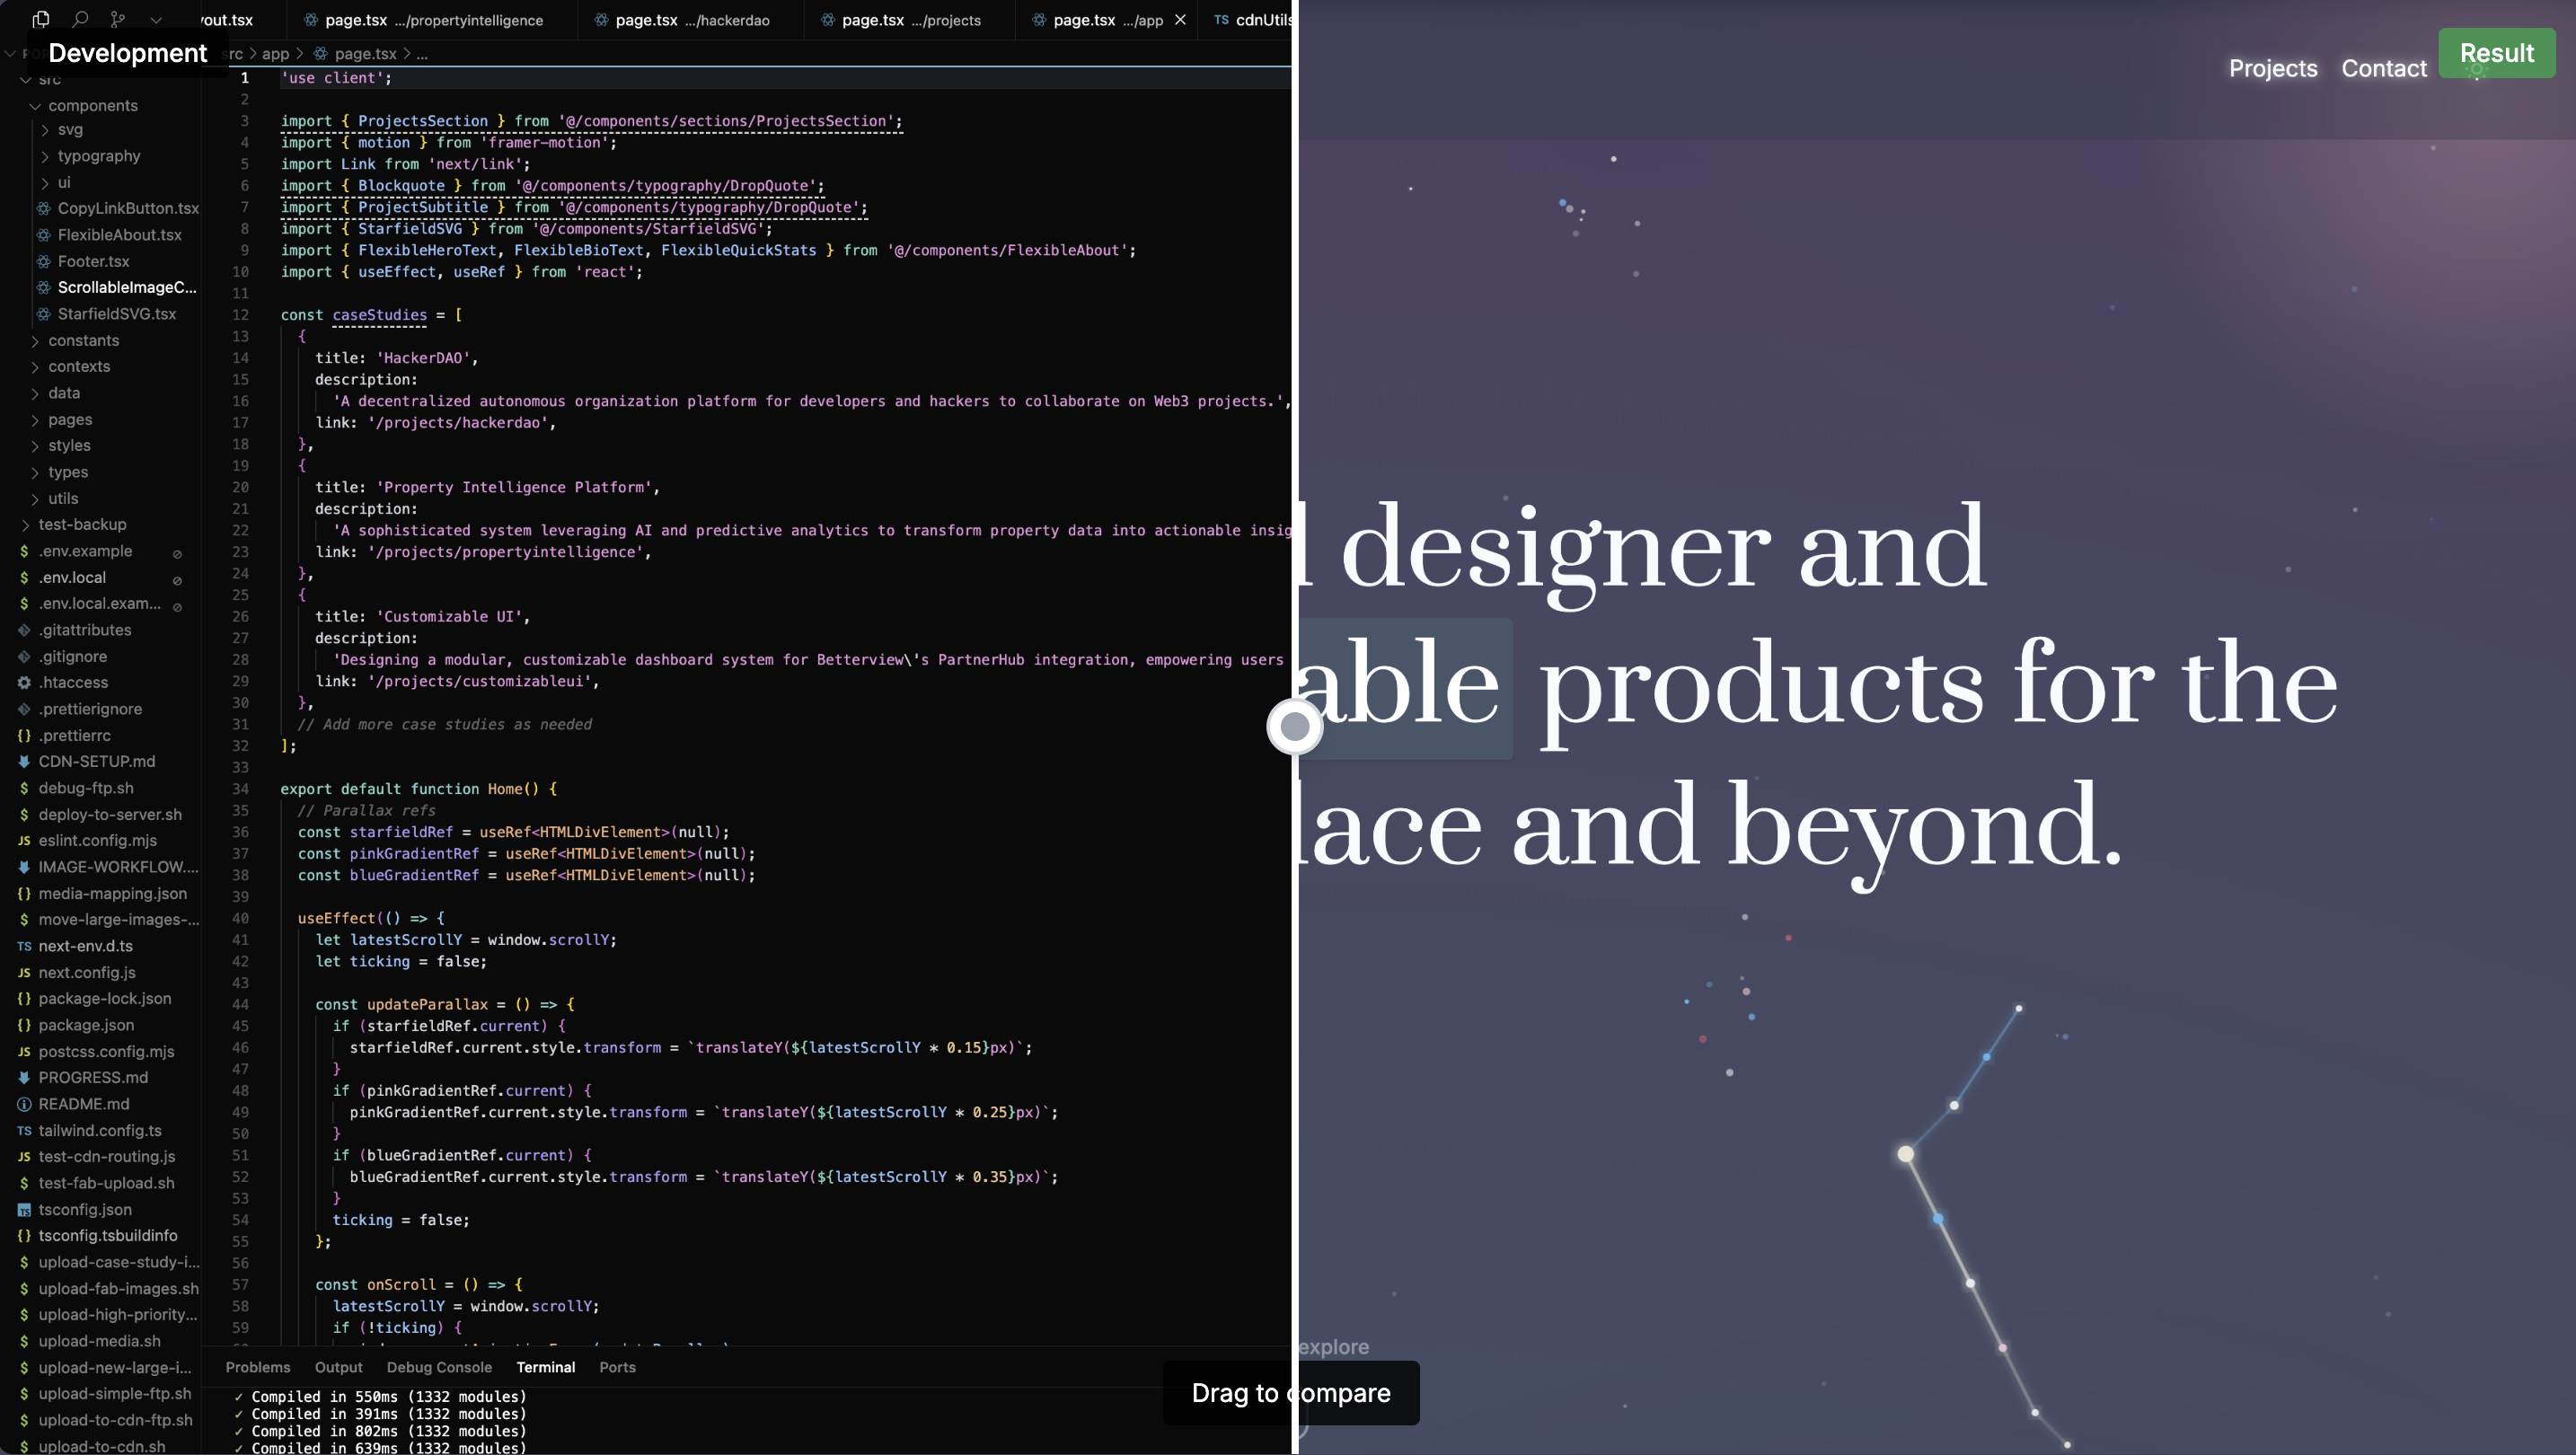 yout.tsx
page.tsx .../propertyintelligence
page.tsx .../hackerdao
page.tsx .../projects
page.tsx .../app
TS cdnUtils
Development
src > app > page.tsx > ...
src
components
svg
typography
ui
CopyLinkButton.tsx
FlexibleAbout.tsx
Footer.tsx
ScrollableImageC...
StarfieldSVG.tsx
constants
contexts
data
pages
styles
types
utils
test-backup
$ .env.example
$ .env.local
$ .env.local.exam...
.gitattributes
.gitignore
.htaccess
.prettierignore
{} .prettierrc
CDN-SETUP.md
$ debug-ftp.sh
$ deploy-to-server.sh
JS eslint.config.mjs
IMAGE-WORKFLOW....
{} media-mapping.json
$ move-large-images-...
TS next-env.d.ts
JS next.config.js
{} package-lock.json
{} package.json
JS postcss.config.mjs
PROGRESS.md
README.md
TS tailwind.config.ts
JS test-cdn-routing.js
$ test-fab-upload.sh
TS tsconfig.json
{} tsconfig.tsbuildinfo
$ upload-case-study-i...
$ upload-fab-images.sh
$ upload-high-priority...
$ upload-media.sh
$ upload-new-large-i...
$ upload-simple-ftp.sh
$ upload-to-cdn-ftp.sh
$ upload-to-cdn.sh
1 'use client';
2
3 import { ProjectsSection } from '@/components/sections/ProjectsSection';
4 import { motion } from 'framer-motion';
5 import Link from 'next/link';
6 import { Blockquote } from '@/components/typography/DropQuote';
7 import { ProjectSubtitle } from '@/components/typography/DropQuote';
8 import { StarfieldSVG } from '@/components/StarfieldSVG';
9 import { FlexibleHeroText, FlexibleBioText, FlexibleQuickStats } from '@/components/FlexibleAbout';
10 import { useEffect, useRef } from 'react';
11
12 const caseStudies = [
13 {
14 title: 'HackerDAO',
15 description:
16 'A decentralized autonomous organization platform for developers and hackers to collaborate on Web3 projects.',
17 link: '/projects/hackerdao',
18 },
19 {
20 title: 'Property Intelligence Platform',
21 description:
22 'A sophisticated system leveraging AI and predictive analytics to transform property data into actionable insig
23 link: '/projects/propertyintelligence',
24 },
25 {
26 title: 'Customizable UI',
27 description:
28 'Designing a modular, customizable dashboard system for Betterview\'s PartnerHub integration, empowering users
29 link: '/projects/customizableui',
30 },
31 // Add more case studies as needed
32 ];
33
34 export default function Home() {
35 // Parallax refs
36 const starfieldRef = useRef<HTMLDivElement>(null);
37 const pinkGradientRef = useRef<HTMLDivElement>(null);
38 const blueGradientRef = useRef<HTMLDivElement>(null);
39
40 useEffect(() => {
41 let latestScrollY = window.scrollY;
42 let ticking = false;
43
44 const updateParallax = () => {
45 if (starfieldRef.current) {
46 starfieldRef.current.style.transform = `translateY(${latestScrollY * 0.15}px)`;
47 }
48 if (pinkGradientRef.current) {
49 pinkGradientRef.current.style.transform = `translateY(${latestScrollY * 0.25}px)`;
50 }
51 if (blueGradientRef.current) {
52 blueGradientRef.current.style.transform = `translateY(${latestScrollY * 0.35}px)`;
53 }
54 ticking = false;
55 };
56
57 const onScroll = () => {
58 latestScrollY = window.scrollY;
59 if (!ticking) {
Problems Output Debug Console Terminal Ports
✓ Compiled in 550ms (1332 modules)
✓ Compiled in 391ms (1332 modules)
✓ Compiled in 802ms (1332 modules)
✓ Compiled in 639ms (1332 modules)
Projects Contact
Result
designer and
able products for the
lace and beyond.
explore
Drag to compare